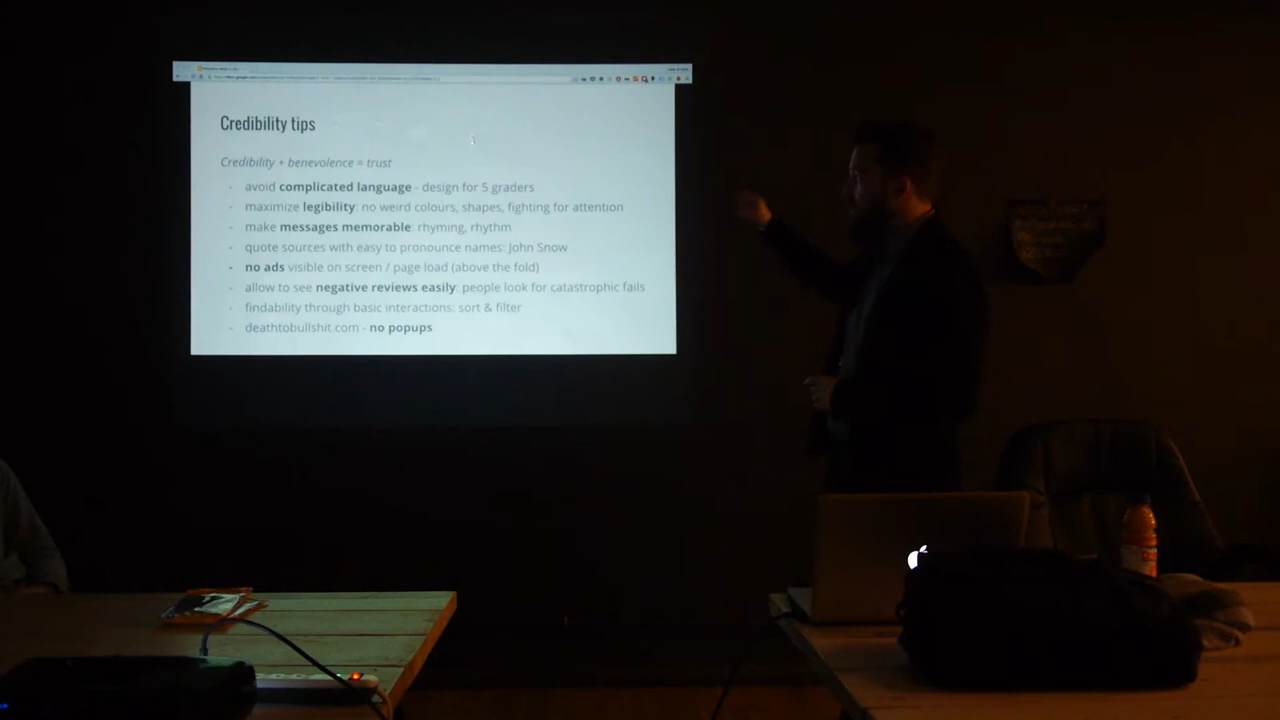 Credibility tips
Credibility + benevolence = trust
- avoid complicated language - design for 5 graders
- maximize legibility: no weird colours, shapes, fighting for attention
- make messages memorable: rhyming, rhythm
- quote sources with easy to pronounce names: John Snow
- no ads visible on screen / page load (above the fold)
- allow to see negative reviews easily: people look for catastrophic fails
- findability through basic interactions: sort & filter
- deathtobullshit.com - no popups